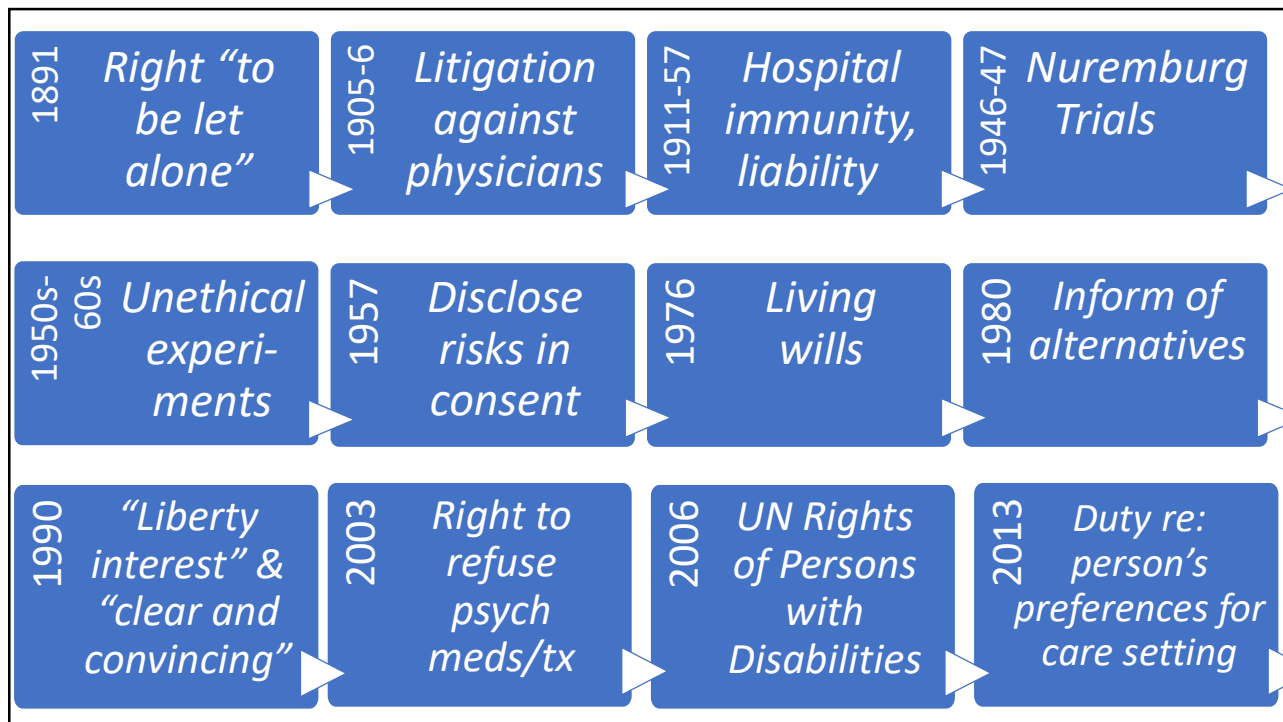 1891
Right “to
be let
alone”
1905-6
Litigation
against
physicians
1911-57
Hospital
immunity,
liability
1946-47
Nuremburg
Trials
1950s-
60s
Unethical
experi-
ments
1957
Disclose
risks in
consent
1976
Living
wills
1980
Inform of
alternatives
1990
“Liberty
interest” &
“clear and
convincing”
2003
Right to
refuse
psych
meds/tx
2006
UN Rights
of Persons
with
Disabilities
2013
Duty re:
person’s
preferences for
care setting